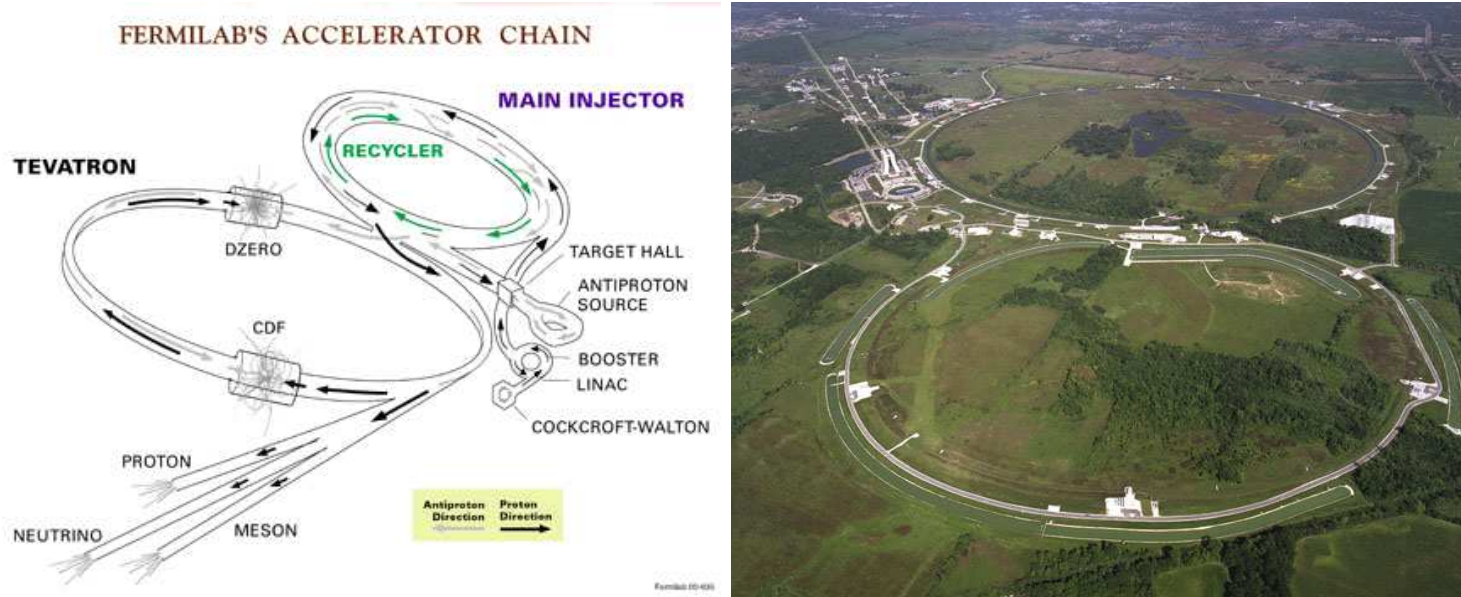 FERMILAB'S ACCELERATOR CHAIN
MAIN INJECTOR
RECYCLER
TEVATRON
DZERO
TARGET HALL
ANTIPROTON
SOURCE
CDF
BOOSTER
LINAC
COCKCROFT-WALTON
PROTON
NEUTRINO
MESON
Antiproton Proton
Direction Direction